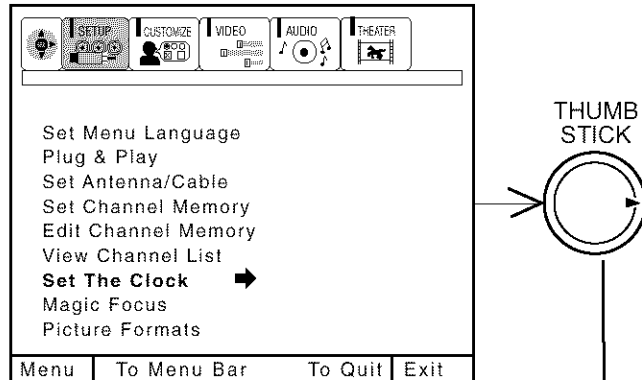 SETUP CUSTOMIZE VIDEO AUDIO THEATER
Set Menu Language
Plug & Play
Set Antenna/Cable
Set Channel Memory
Edit Channel Memory
View Channel List
Set The Clock
Magic Focus
Picture Formats
Menu To Menu Bar To Quit Exit
THUMB
STICK